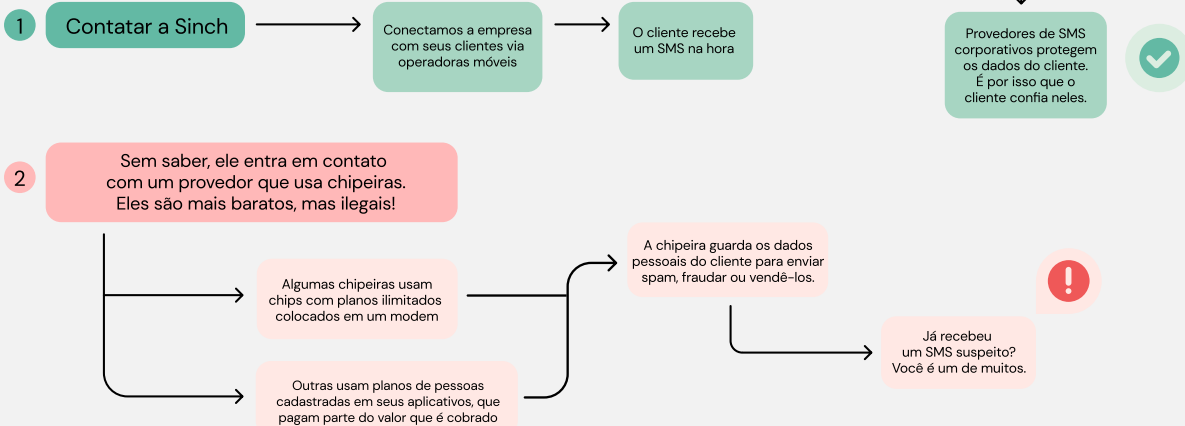 1
Contatar a Sinch
Conectamos a empresa
com seus clientes via
operadoras móveis
O cliente recebe
um SMS na hora
Provedores de SMS
corporativos protegem
os dados do cliente.
É por isso que o
cliente confia neles.
2
Sem saber, ele entra em contato
com um provedor que usa chipeiras.
Eles são mais baratos, mas ilegais!
Algumas chipeiras usam
chips com planos ilimitados
colocados em um modem
Outras usam planos de pessoas
cadastradas em seus aplicativos, que
pagam parte do valor que é cobrado
A chipeira guarda os dados
pessoais do cliente para enviar
spam, fraudar ou vendê-los.
Já recebeu
um SMS suspeito?
Você é um de muitos.